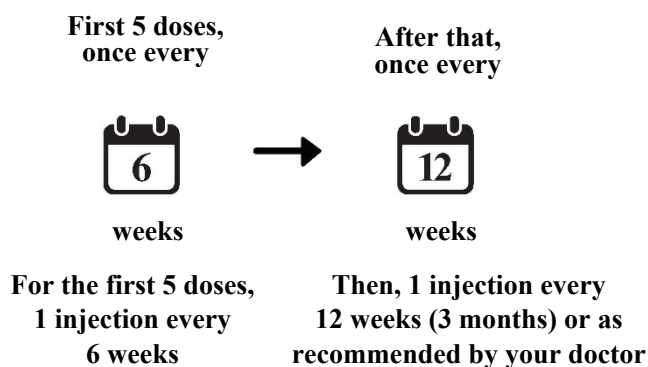 First 5 doses,
once every
6
weeks
For the first 5 doses,
1 injection every
6 weeks
After that,
once every
12
weeks
Then, 1 injection every
12 weeks (3 months) or as
recommended by your doctor